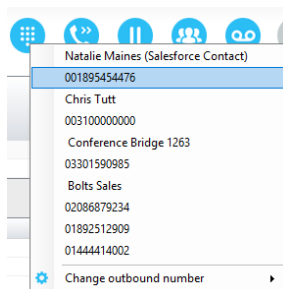 Natalie Maines (Salesforce Contact)
001895454476
Chris Tutt
003100000000
Conference Bridge 1263
03301590985
Bolts Sales
02086879234
01892512909
01444414002
Change outbound number